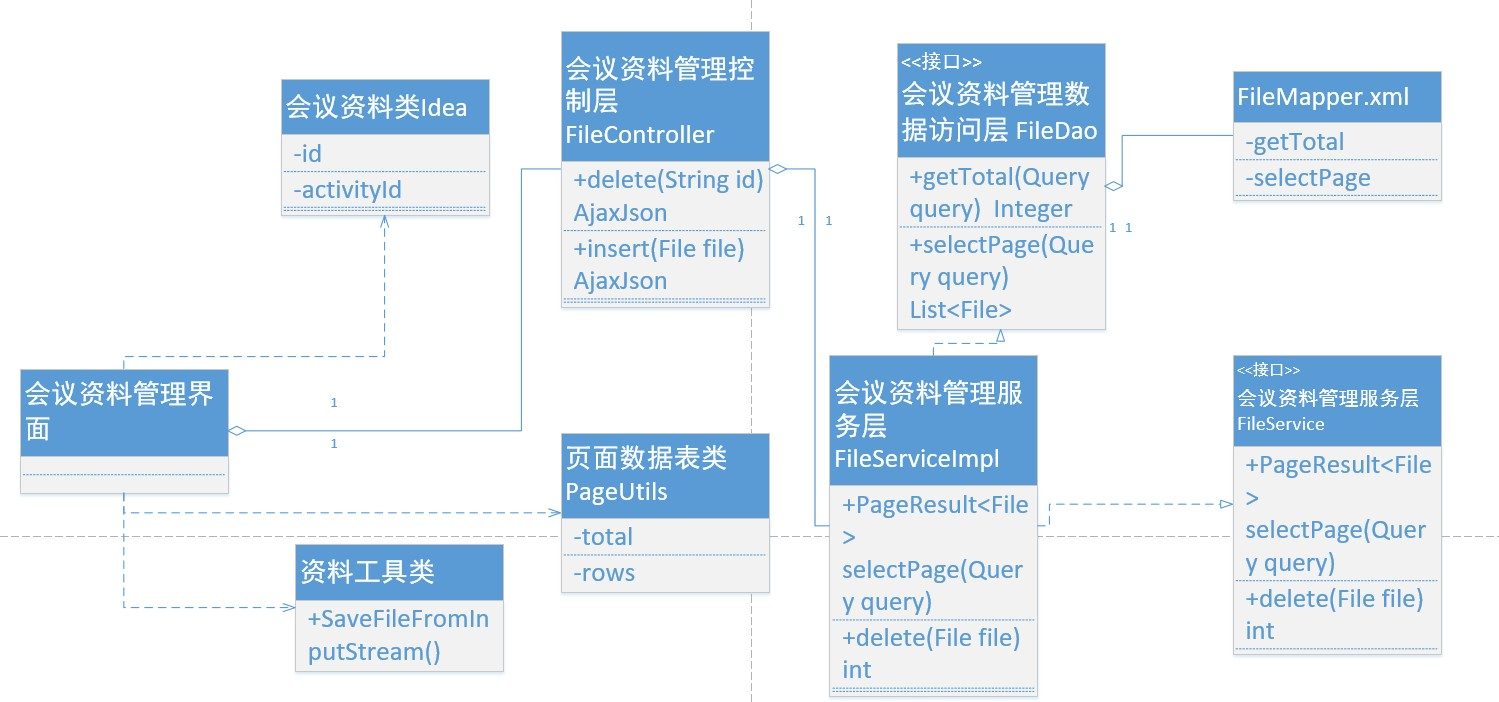 会议资料类Idea
-id
-activityId
会议资料管理控
制层
FileController
+delete(String id)
AjaxJson
+insert(File file)
AjaxJson
<<接口>>
会议资料管理数
据访问层 FileDao
+getTotal(Query
query)  Integer
+selectPage(Que
ry query)
List<File>
FileMapper.xml
-getTotal
-selectPage
1
1
1 1
会议资料管理界
面
1
1
页面数据表类
PageUtils
-total
-rows
资料工具类
+SaveFileFromIn
putStream()
会议资料管理服
务层
FileServiceImpl
+PageResult<File
>
selectPage(Quer
y query)
+delete(File file)
int
<<接口>>
会议资料管理服务层
FileService
+PageResult<File
>
selectPage(Quer
y query)
+delete(File file)
int